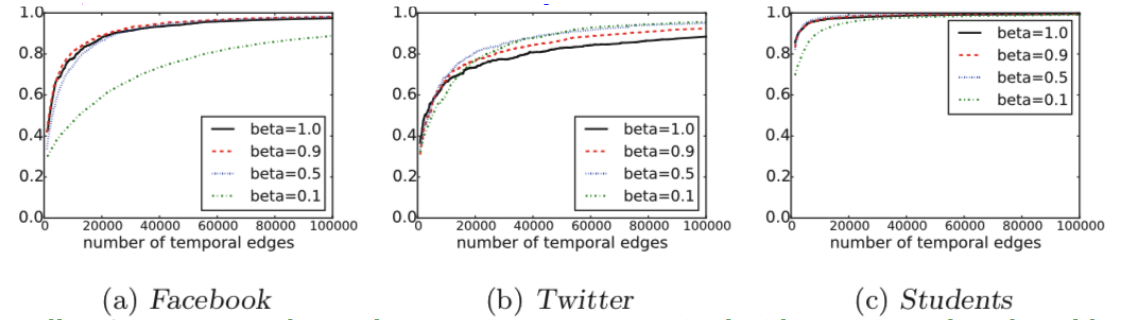 1.0
0.8
0.6
0.4
0.2
0.0
beta=1.0
beta=0.9
beta=0.5
beta=0.1
0 20000 40000 60000 80000 100000
number of temporal edges
(a) Facebook
1.0
0.8
0.6
0.4
0.2
0.0
beta=1.0
beta=0.9
beta=0.5
beta=0.1
0 20000 40000 60000 80000 100000
number of temporal edges
(b) Twitter
1.0
0.8
0.6
0.4
0.2
0.0
beta=1.0
beta=0.9
beta=0.5
beta=0.1
0 20000 40000 60000 80000 100000
number of temporal edges
(c) Students